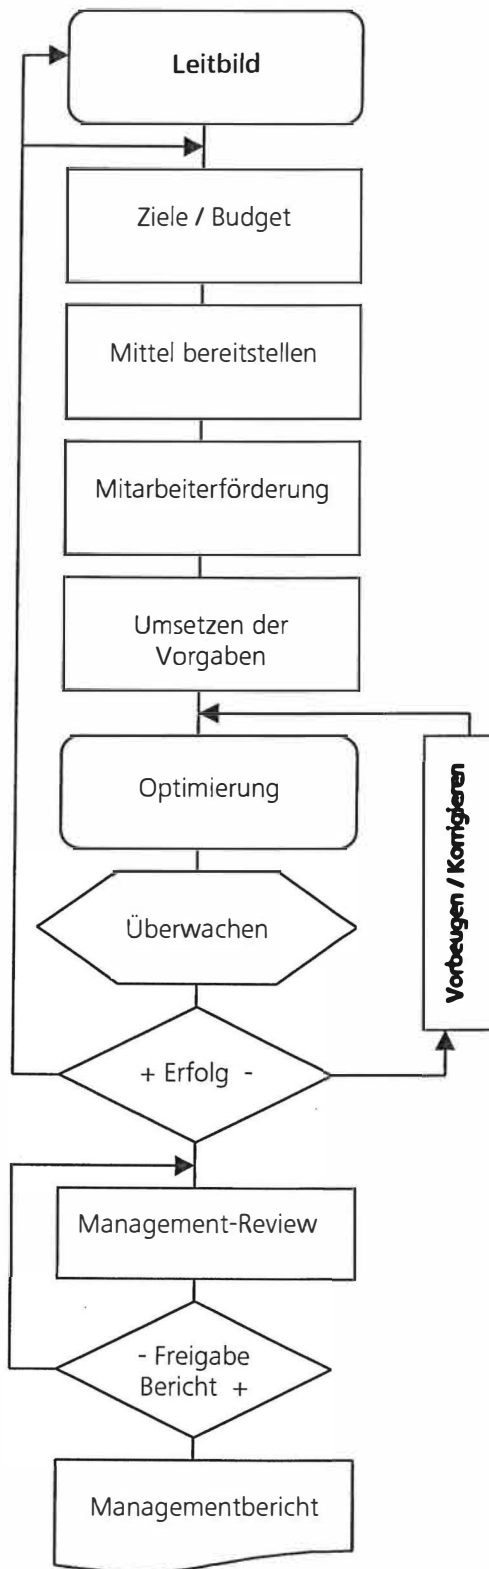 Leitbild
Ziele / Budget
Mittel bereitstellen
Mitarbeiterförderung
Umsetzen der
Vorgaben
Optimierung
Vorbeugen / Korrigieren
Überwachen
+ Erfolg -
Management-Review
- Freigabe
Bericht +
Managementbericht